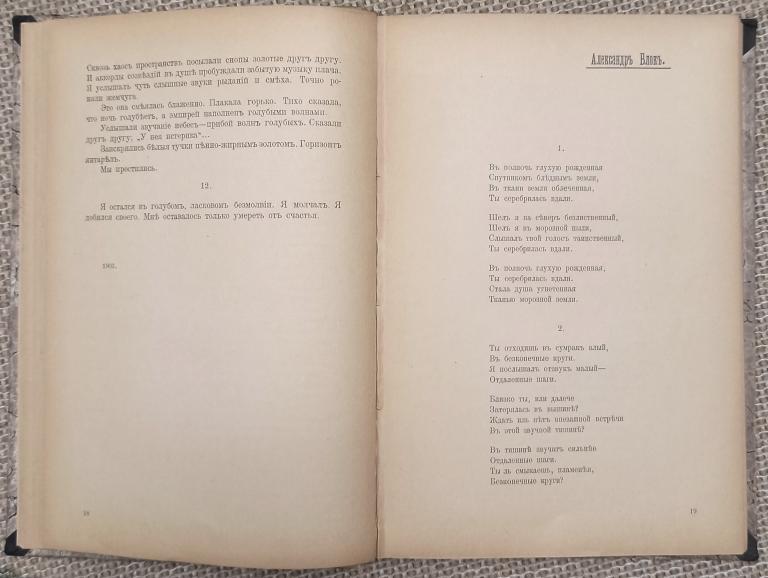 Сквозь хаосъ пространствъ посылали снопы золотые другъ другу.
И аккорды созвѣздій въ душѣ пробуждали забытую музыку плача.
Я услышалъ чуть слышные звуки рыданій и смѣха. Точно ро-
няли жемчуга.
Это она смѣялась блаженно. Плакала горько. Тихо сказала,
что ночь голубѣетъ, а эмпирей наполненъ голубыми волнами.
Услышали звучаніе небесъ—прибой волнъ голубыхъ. Сказали
другъ другу: „У нея истерика“...
Заискрились бѣлыя тучки пѣнно-жирнымъ золотомъ. Горизонтъ
янтарѣлъ.
Мы простились.
12.
Я остался въ голубомъ, ласковомъ безмолвіи. Я молчалъ. Я
добился своего. Мнѣ оставалось только умереть отъ счастья.
1902.
18
Александръ Блокъ.
1.
Въ полночь глухую рожденная
Спутникомъ блѣднымъ земли,
Въ ткани земли облеченная,
Ты серебрилась вдали.
Шелъ я на сѣверъ безлиственный,
Шелъ я въ морозной пыли,
Слышалъ твой голосъ таинственный,
Ты серебрилась вдали.
Въ полночь глухую рожденная,
Ты серебрилась вдали.
Стала душа угнетенная
Тканью морозной земли.
2.
Ты отходишь въ сумракъ алый,
Въ безконечные круги.
Я послышалъ отзвукъ малый—
Отдаленные шаги.
Близко ты, или далече
Затерялась въ вышинѣ?
Ждать иль нѣтъ внезапной встрѣчи
Въ этой звучной тишинѣ?
Въ тишинѣ звучатъ сильнѣе
Отдаленные шаги.
Ты ль смыкаешь, пламенѣя,
Безконечные круги?
19